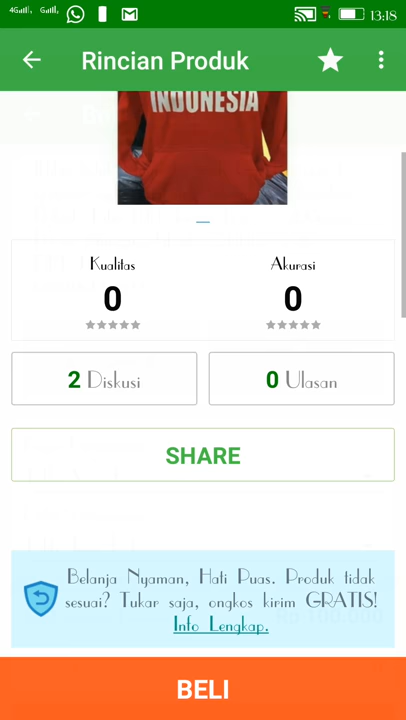 4G 13:18
Rincian Produk
INDONESIA
Kualitas Akurasi
0 0
2 Diskusi 0 Ulasan
SHARE
Belanja Nyaman, Hati Puas. Produk tidak
sesuai? Tukar saja, ongkos kirim GRATIS!
Info Lengkap.
BELI